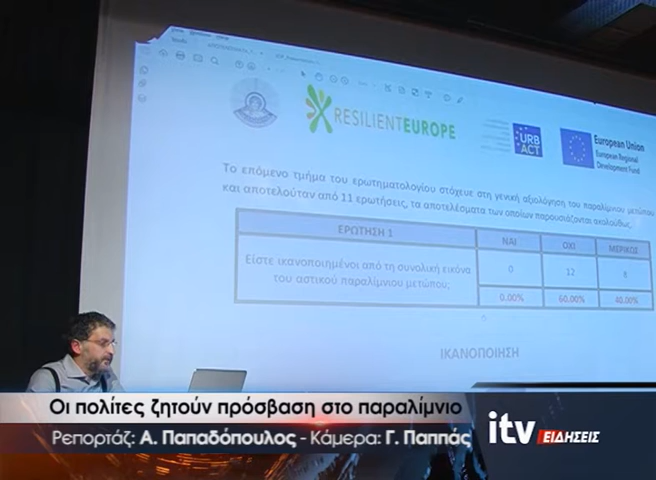 RESILIENTEUROPE
URB
ACT
European Union
European Regional
Development Fund
Το επόμενο τμήμα του ερωτηματολογίου στόχευε στη γενική αξιολόγηση του παραλίμνιου μετώπου
και αποτελούταν από 11 ερωτήσεις, τα αποτελέσματα των οποίων παρουσιάζονται ακολούθως.
ΕΡΩΤΗΣΗ 1 ΝΑΙ ΟΧΙ ΜΕΡΙΚΩΣ
Είστε ικανοποιημένοι από τη συνολική εικόνα
του αστικού παραλίμνιου μετώπου;
0 12 8
0.00% 60.00% 40.00%
ΙΚΑΝΟΠΟΙΗΣΗ
Οι πολίτες ζητούν πρόσβαση στο παραλίμνιο
Ρεπορτάζ: Α. Παπαδόπουλος - Κάμερα: Γ. Παππάς
itv ΕΙΔΗΣΕΙΣ